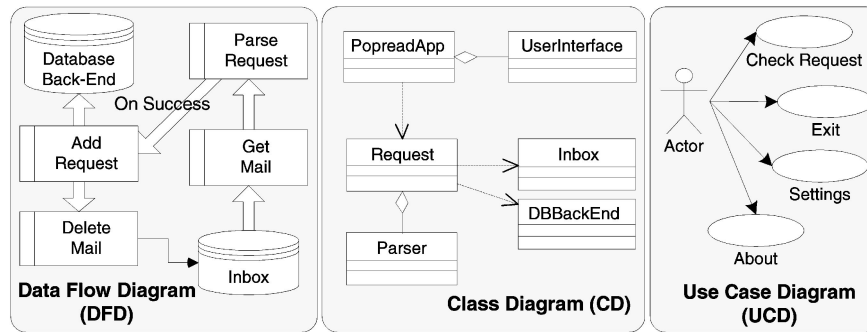 Database
Back-End
Parse
Request
On Success
Add
Request
Get
Mail
Delete
Mail
Inbox
Data Flow Diagram
(DFD)
PopreadApp
UserInterface
Request
Inbox
DBBackEnd
Parser
Class Diagram (CD)
Check Request
Actor
Exit
Settings
About
Use Case Diagram
(UCD)